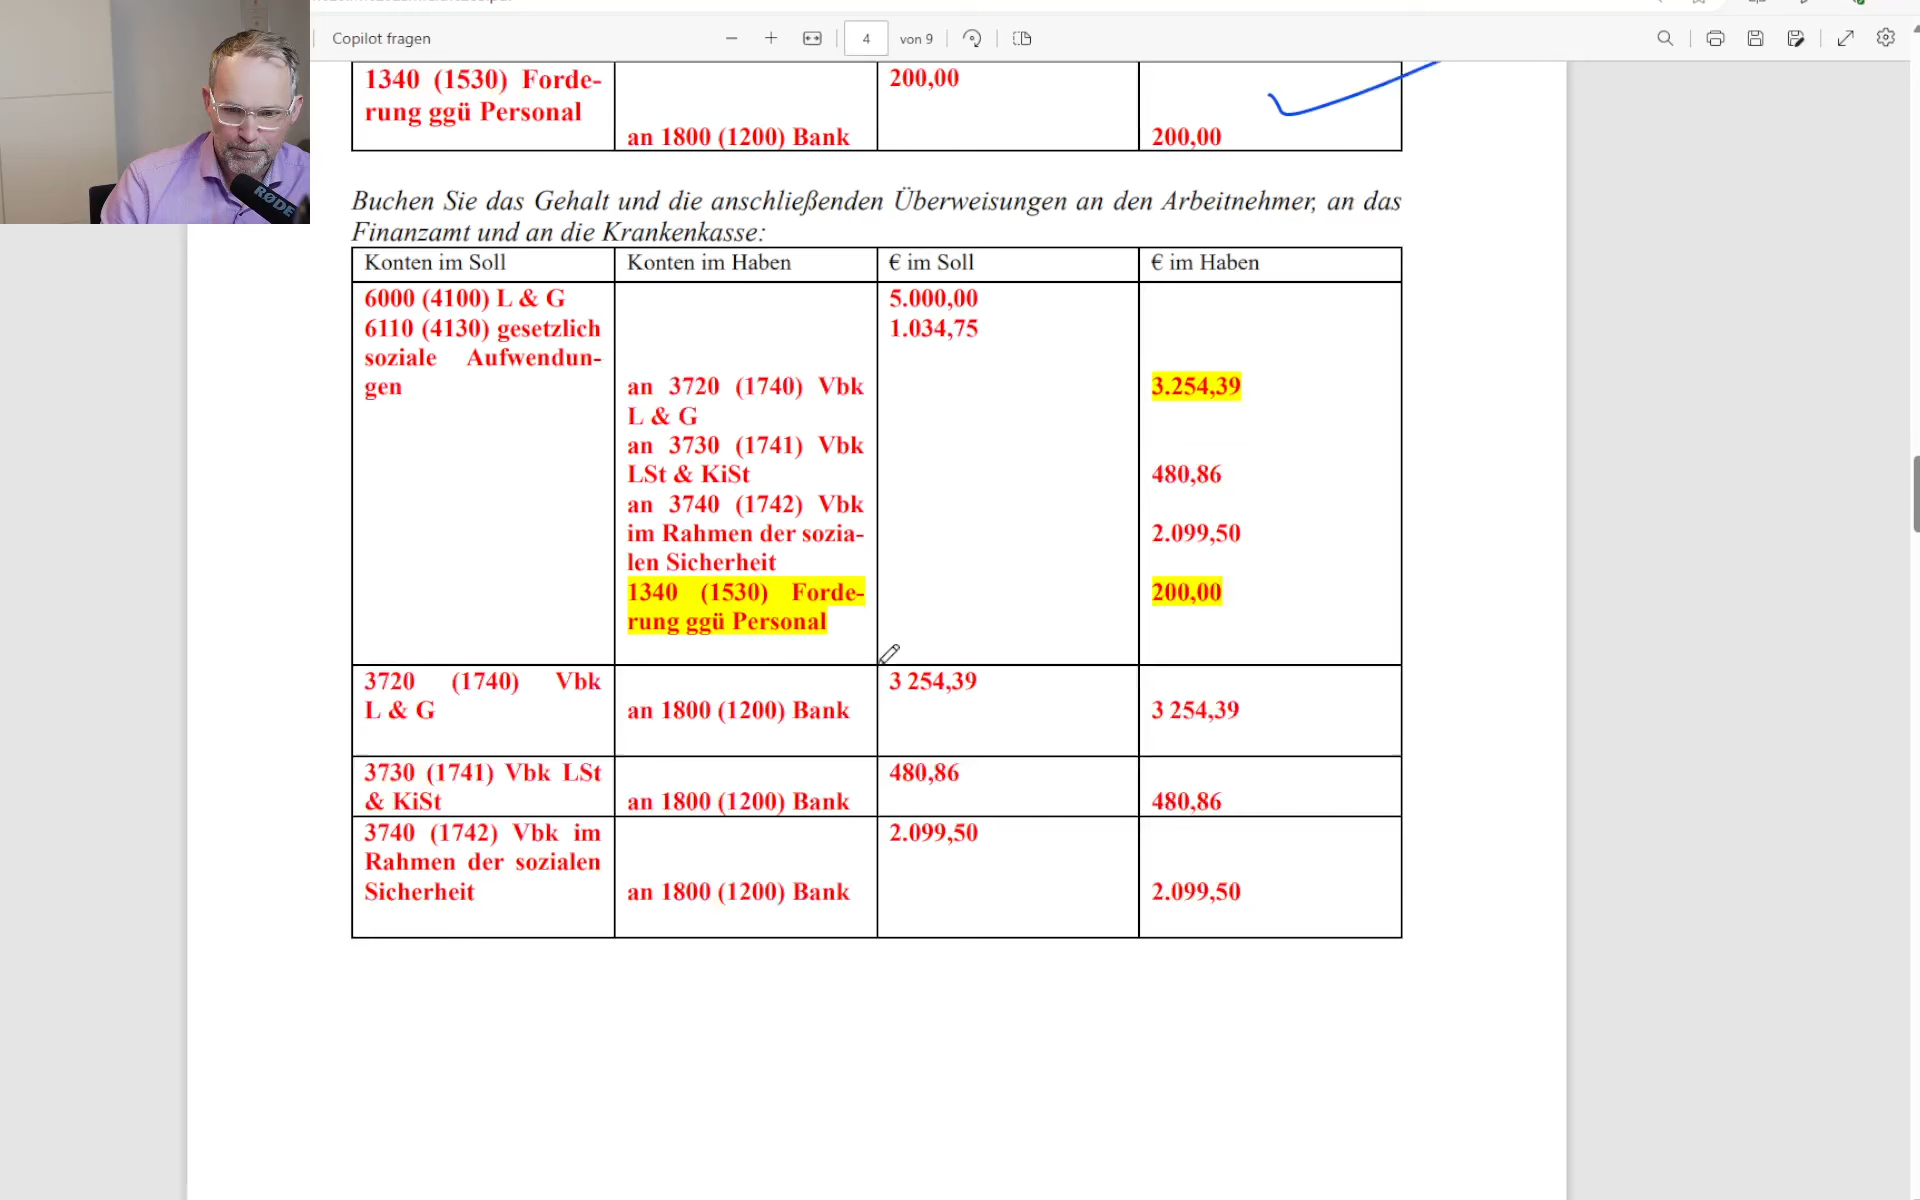 Copilot fragen
4
von 9
RØDE
1340 (1530) Forde-
rung ggü Personal
200,00
an 1800 (1200) Bank
200,00
Buchen Sie das Gehalt und die anschließenden Überweisungen an den Arbeitnehmer, an das
Finanzamt und an die Krankenkasse:
Konten im Soll
Konten im Haben
€ im Soll
€ im Haben
6000 (4100) L & G
5.000,00
6110 (4130) gesetzlich
1.034,75
soziale Aufwendun-
gen
an 3720 (1740) Vbk
3.254,39
L & G
an 3730 (1741) Vbk
LSt & KiSt
480,86
an 3740 (1742) Vbk
im Rahmen der sozia-
2.099,50
len Sicherheit
1340 (1530) Forde-
200,00
rung ggü Personal
3720 (1740) Vbk
3 254,39
L & G
an 1800 (1200) Bank
3 254,39
3730 (1741) Vbk LSt
480,86
& KiSt
an 1800 (1200) Bank
480,86
3740 (1742) Vbk im
2.099,50
Rahmen der sozialen
Sicherheit
an 1800 (1200) Bank
2.099,50